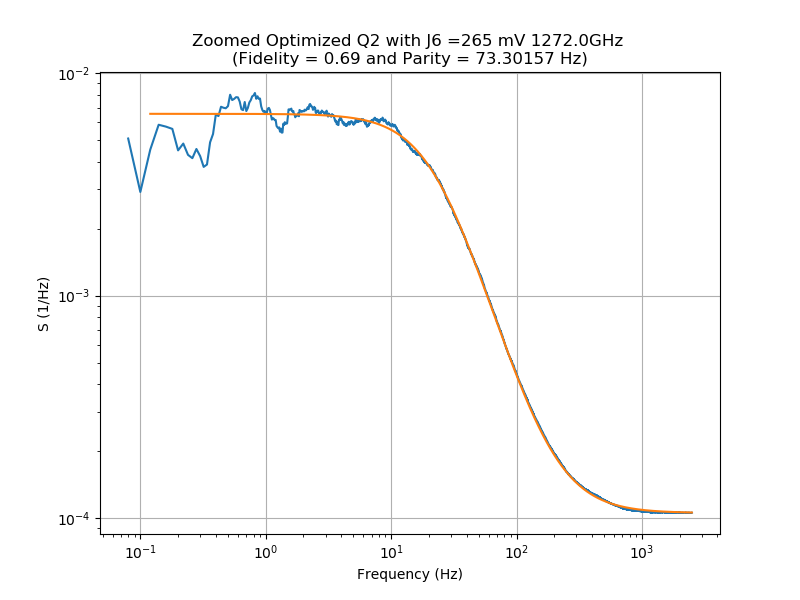 Zoomed Optimized Q2 with J6 =265 mV 1272.0GHz
(Fidelity = 0.69 and Parity = 73.30157 Hz)
S (1/Hz)
10⁻²
10⁻³
10⁻⁴
10⁻¹ 10⁰ 10¹ 10² 10³
Frequency (Hz)